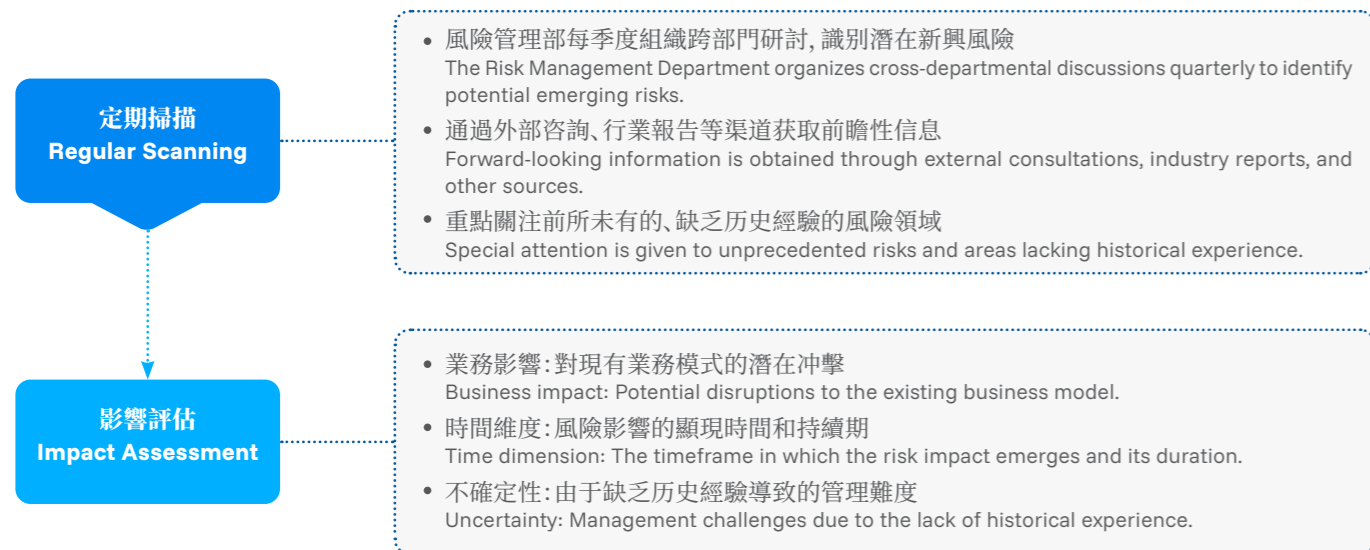 定期掃描
Regular Scanning
• 風險管理部每季度組織跨部門研討, 識別潛在新興風險
The Risk Management Department organizes cross-departmental discussions quarterly to identify
potential emerging risks.
• 通過外部咨詢、行業報告等渠道获取前瞻性信息
Forward-looking information is obtained through external consultations, industry reports, and
other sources.
• 重點關注前所未有的、缺乏历史經驗的風險領域
Special attention is given to unprecedented risks and areas lacking historical experience.
影響評估
Impact Assessment
• 業務影響：對現有業務模式的潛在冲擊
Business impact: Potential disruptions to the existing business model.
• 時間維度：風險影響的顯現時間和持續期
Time dimension: The timeframe in which the risk impact emerges and its duration.
• 不確定性：由于缺乏历史經驗導致的管理難度
Uncertainty: Management challenges due to the lack of historical experience.